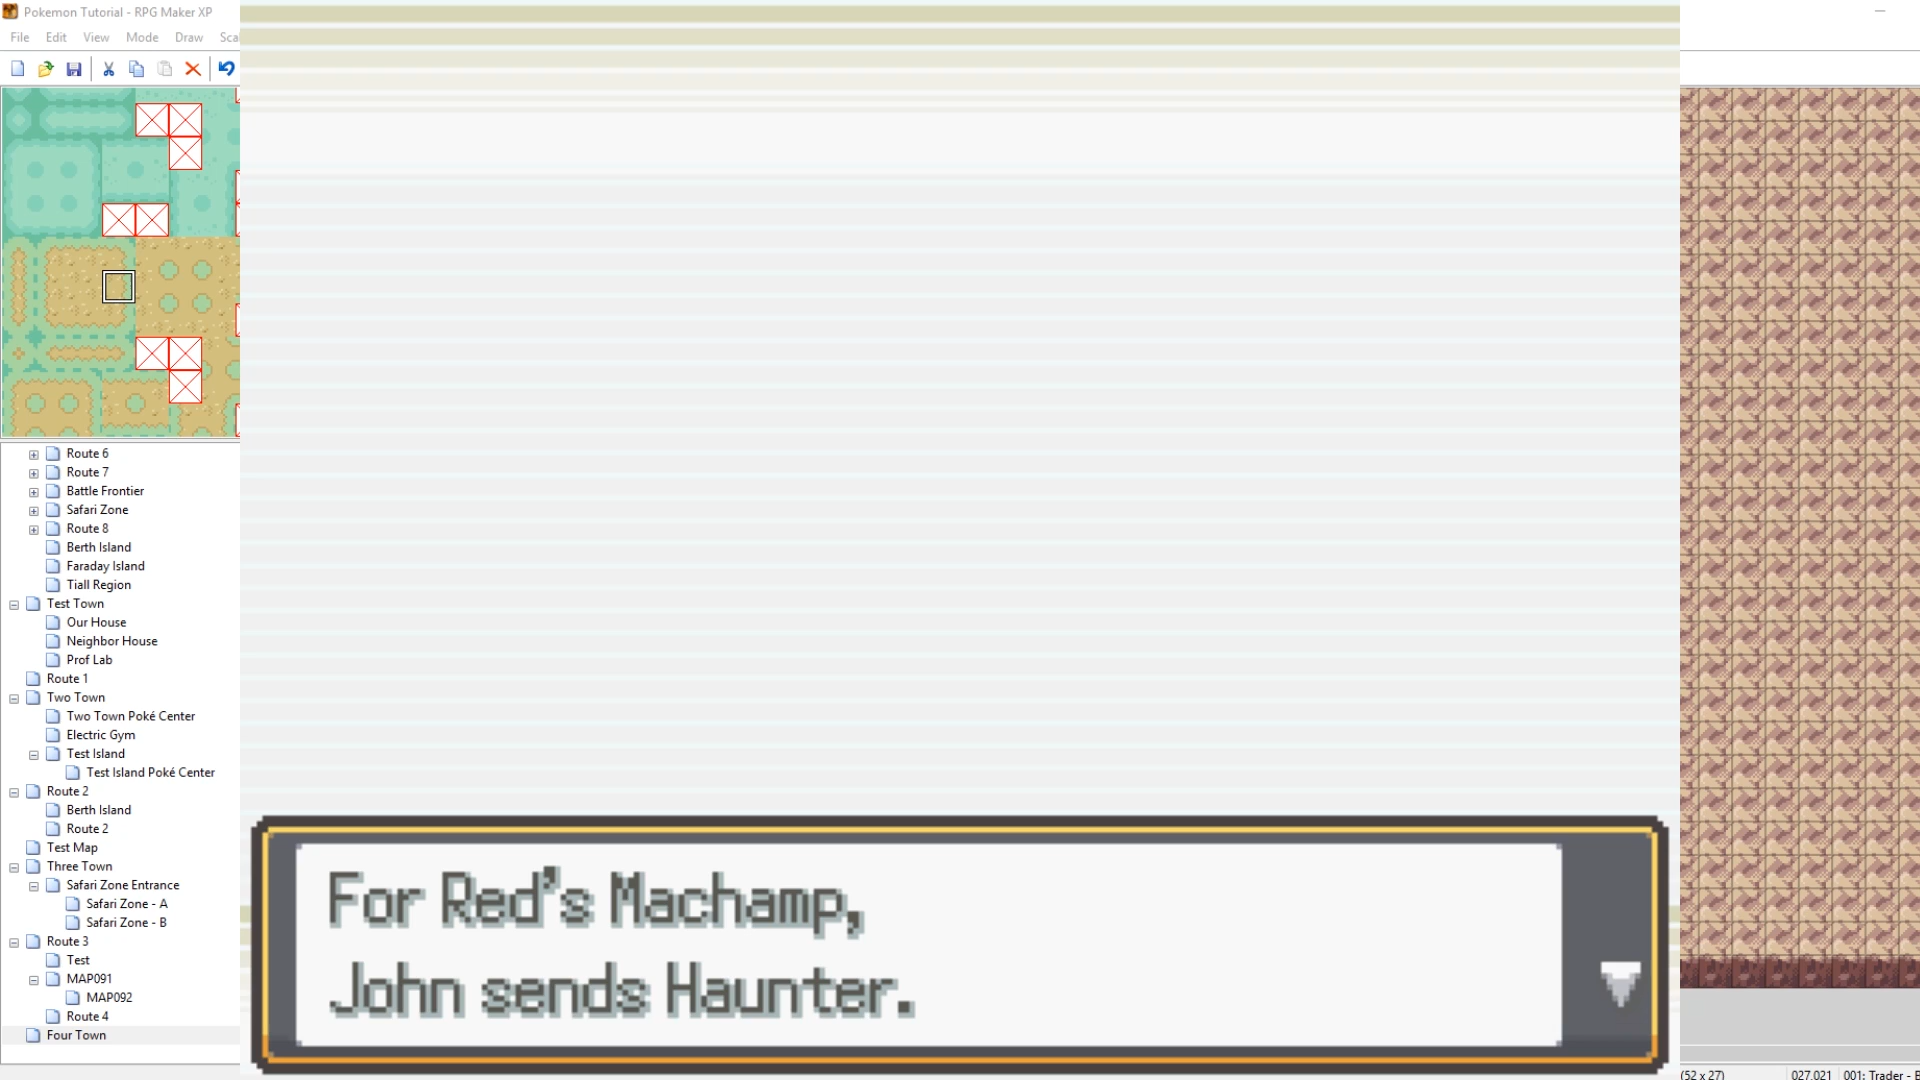 Pokemon Tutorial - RPG Maker XP
File Edit View Mode Draw
Route 6
Route 7
Battle Frontier
Safari Zone
Route 8
Berth Island
Faraday Island
Tiall Region
Test Town
Our House
Neighbor House
Prof Lab
Route 1
Two Town
Two Town Poké Center
Electric Gym
Test Island
Test Island Poké Center
Route 2
Berth Island
Route 2
Test Map
Three Town
Safari Zone Entrance
Safari Zone - A
Safari Zone - B
Route 3
Test
MAP091
MAP092
Route 4
Four Town
For Red's Machamp,
John sends Haunter.
(52 x 27) 027.021 001: Trader -